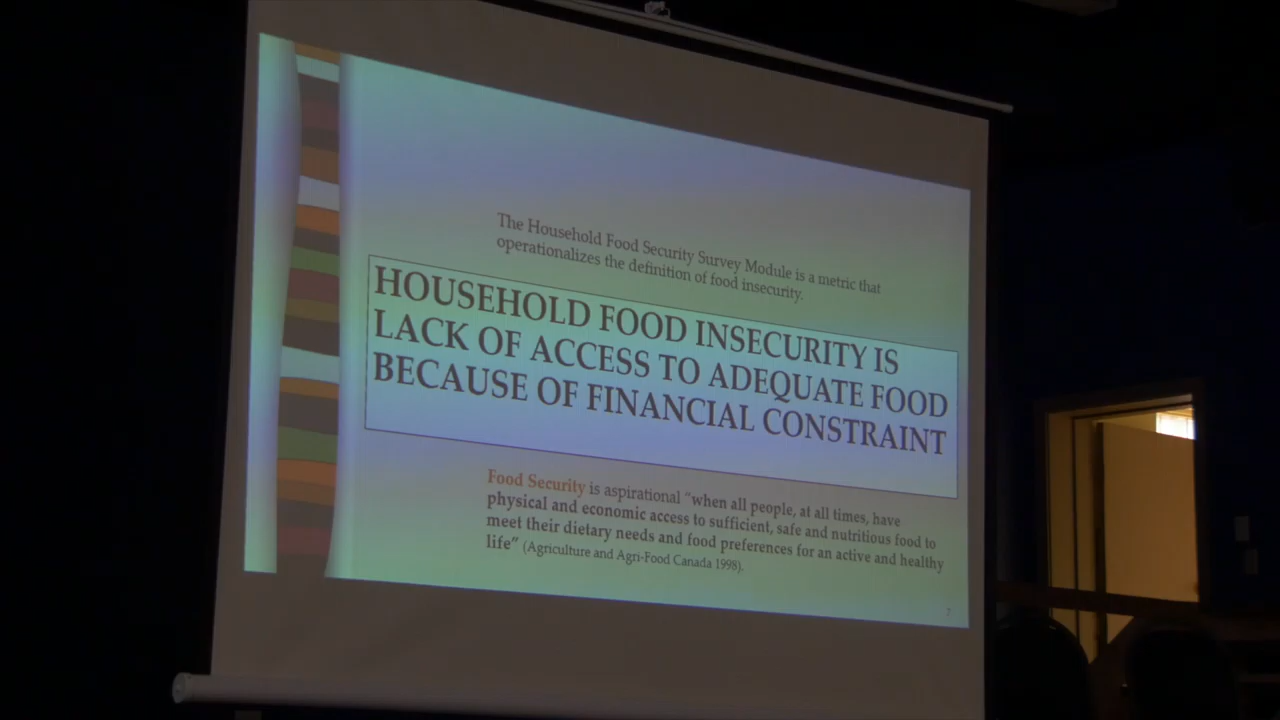 The Household Food Security Survey Module is a metric that
operationalizes the definition of food insecurity.
HOUSEHOLD FOOD INSECURITY IS
LACK OF ACCESS TO ADEQUATE FOOD
BECAUSE OF FINANCIAL CONSTRAINT
Food Security is aspirational “when all people, at all times, have
physical and economic access to sufficient, safe and nutritious food to
meet their dietary needs and food preferences for an active and healthy
life” (Agriculture and Agri-Food Canada 1998).